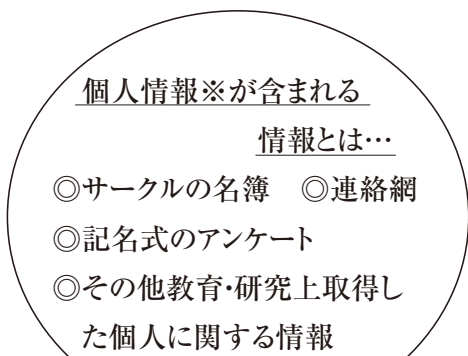 個人情報※が含まれる
情報とは…
◎サークルの名簿　◎連絡網
◎記名式のアンケート
◎その他教育・研究上取得し
た個人に関する情報